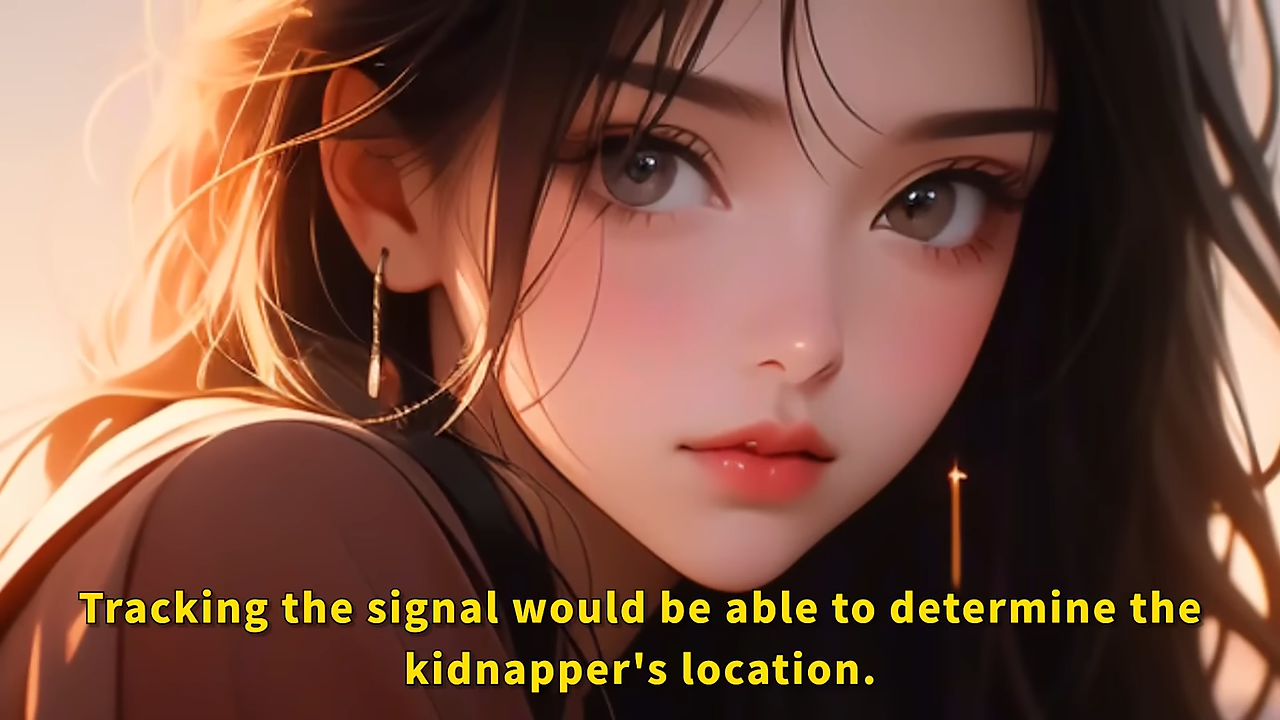 Tracking the signal would be able to determine the
kidnapper's location.